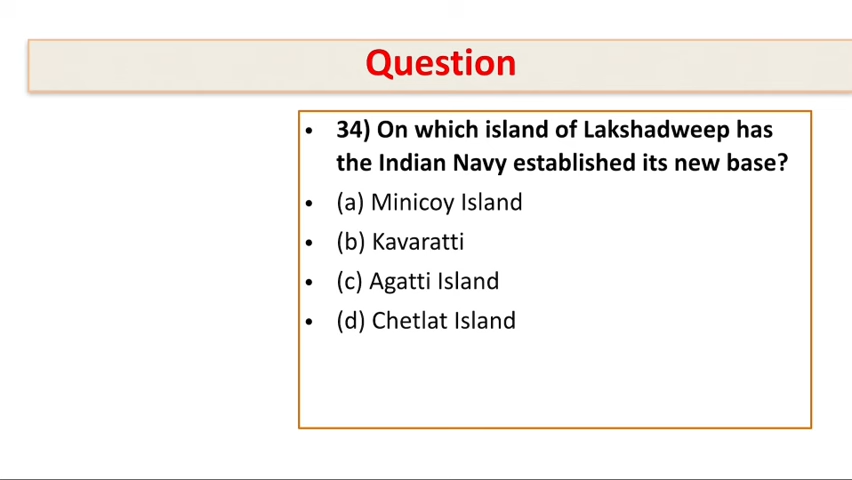 Question
• 34) On which island of Lakshadweep has
the Indian Navy established its new base?
• (a) Minicoy Island
• (b) Kavaratti
• (c) Agatti Island
• (d) Chetlat Island